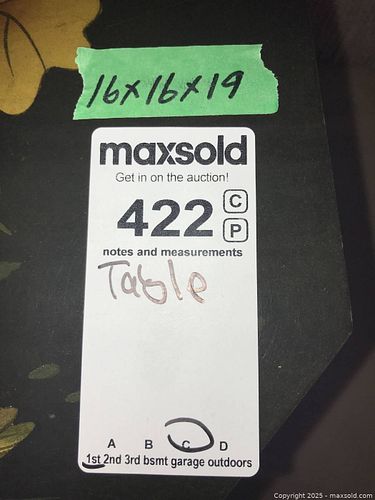 16x16x19
maxsold
Get in on the auction!
422 C
P
notes and measurements
Table
A B C D
1st 2nd 3rd bsmt garage outdoors
Copyright 2025 - maxsold.com